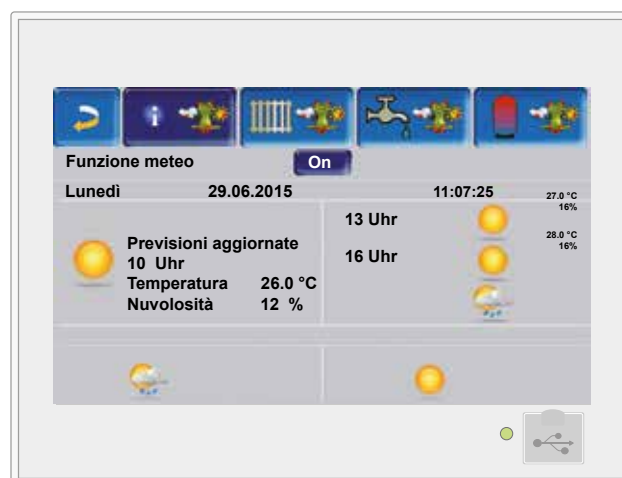 i
Funzione meteo On
Lunedì 29.06.2015 11:07:25
27.0 °C
16%
13 Uhr
28.0 °C
16%
16 Uhr
Previsioni aggiornate
10 Uhr
Temperatura 26.0 °C
Nuvolosità 12 %